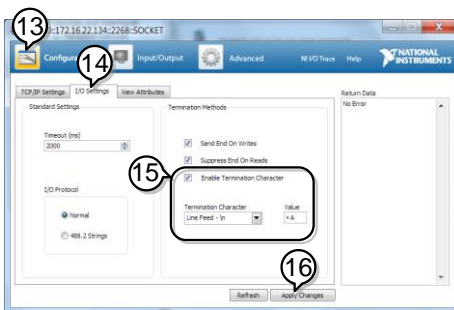 13
0::172.16.22.134::2268::SOCKET
Configura
14
Input/Output
Advanced
NI I/O Trace
Help
NATIONAL
INSTRUMENTS
TCP/IP Settings
I/O Settings
View Attributes
Return Data
No Error
Standard Settings
Termination Methods
Timeout (ms)
2000
Send End On Writes
Suppress End On Reads
15
Enable Termination Character
I/O Protocol
Termination Character
Value
Line Feed - \n
xA
Normal
488.2 Strings
16
Refresh
Apply Changes